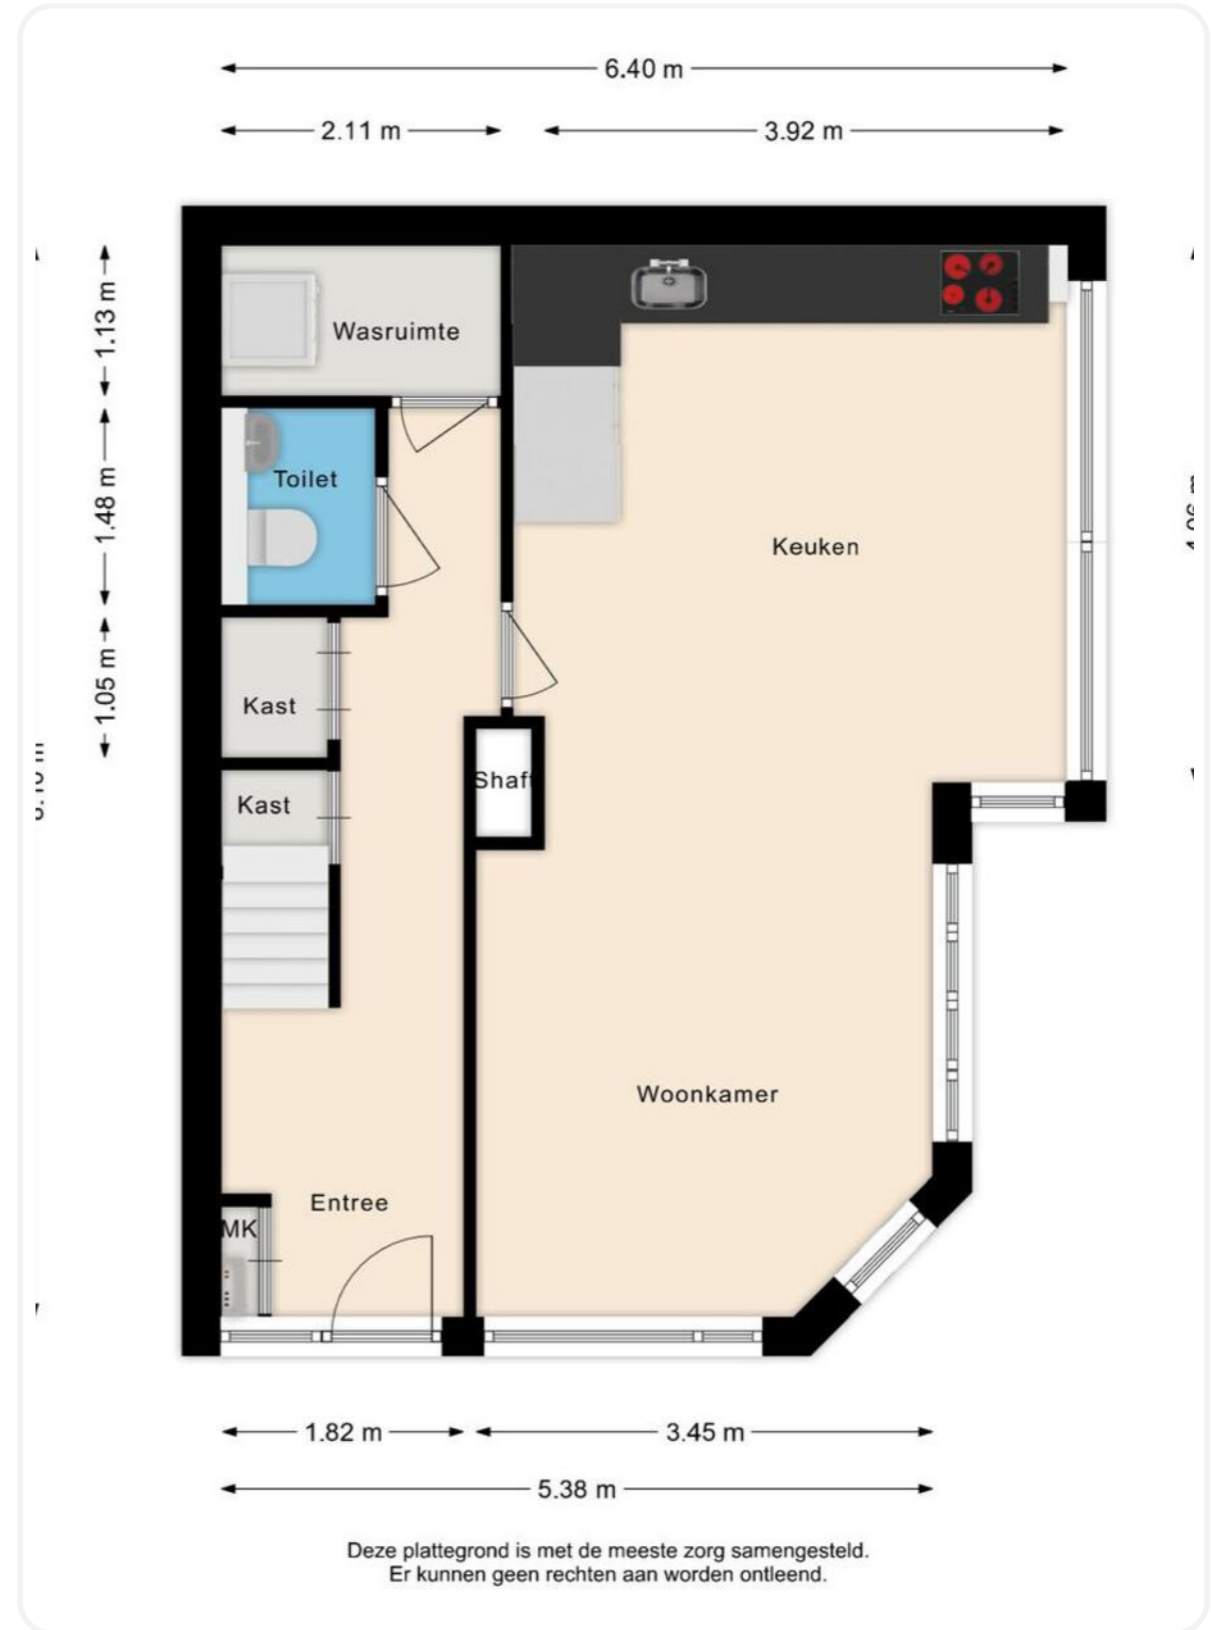 6.40 m
2.11 m
3.92 m
1.13 m
Wasruimte
1.48 m
Toilet
Keuken
1.05 m
Kast
Shaft
Kast
Woonkamer
Entree
MK
1.82 m
3.45 m
5.38 m
Deze plattegrond is met de meeste zorg samengesteld.
Er kunnen geen rechten aan worden ontleend.